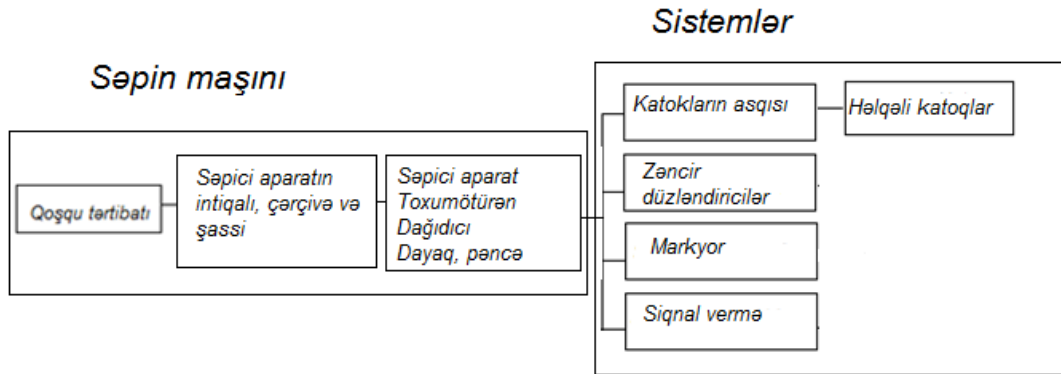 Sistemlər
Səpin maşını
Qoşqu tərtibatı
Səpici aparatın
intiqalı, çərçivə və
şassi
Səpici aparat
Toxumötürən
Dağıdıcı
Dayaq, pəncə
Katokların asqısı
Həlqəli katoqlar
Zəncir
düzləndiricilər
Markyor
Siqnal vermə